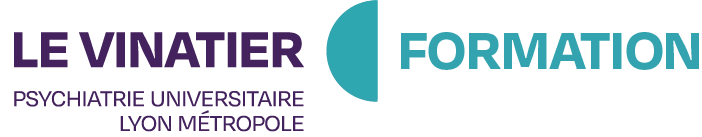 LE VINATIER
PSYCHIATRIE UNIVERSITAIRE
LYON MÉTROPOLE
FORMATION